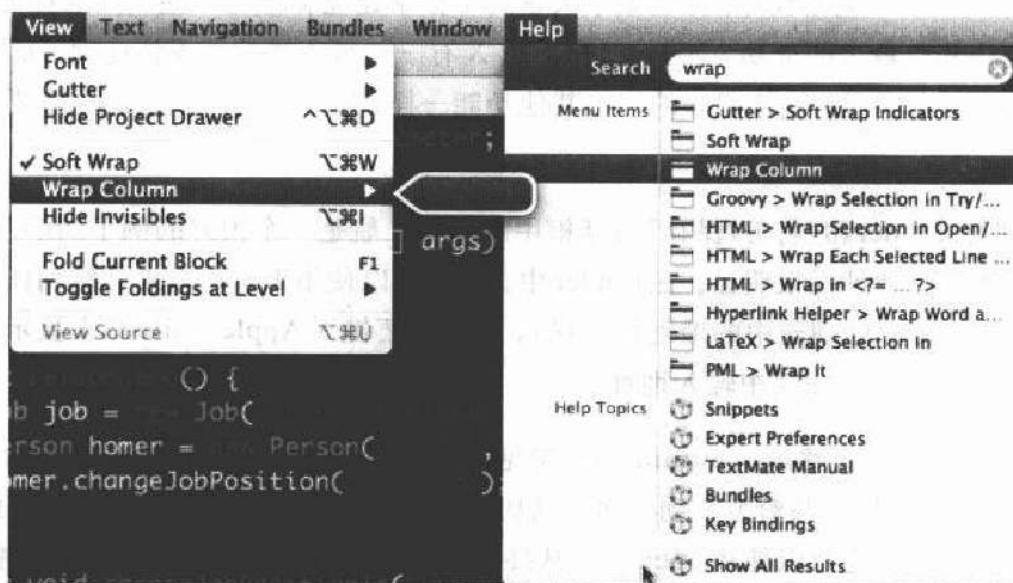 View Text Navigation Bundles Window Help
Font
Gutter
Hide Project Drawer ^⌥⌘D
✓ Soft Wrap ⌥⌘W
Wrap Column
Hide Invisibles ⌥⌘I
Fold Current Block F1
Toggle Foldings at Level
View Source ⌥⌘U
;
args)
() {
job = Job(
homer = Person(
,
omer.changeJobPosition( );
void (
Search wrap
Menu Items
Gutter > Soft Wrap Indicators
Soft Wrap
Wrap Column
Groovy > Wrap Selection in Try/...
HTML > Wrap Selection in Open/...
HTML > Wrap Each Selected Line ...
HTML > Wrap in <?= ... ?>
Hyperlink Helper > Wrap Word a...
LaTeX > Wrap Selection in
PML > Wrap It
Help Topics
Snippets
Expert Preferences
TextMate Manual
Bundles
Key Bindings
Show All Results